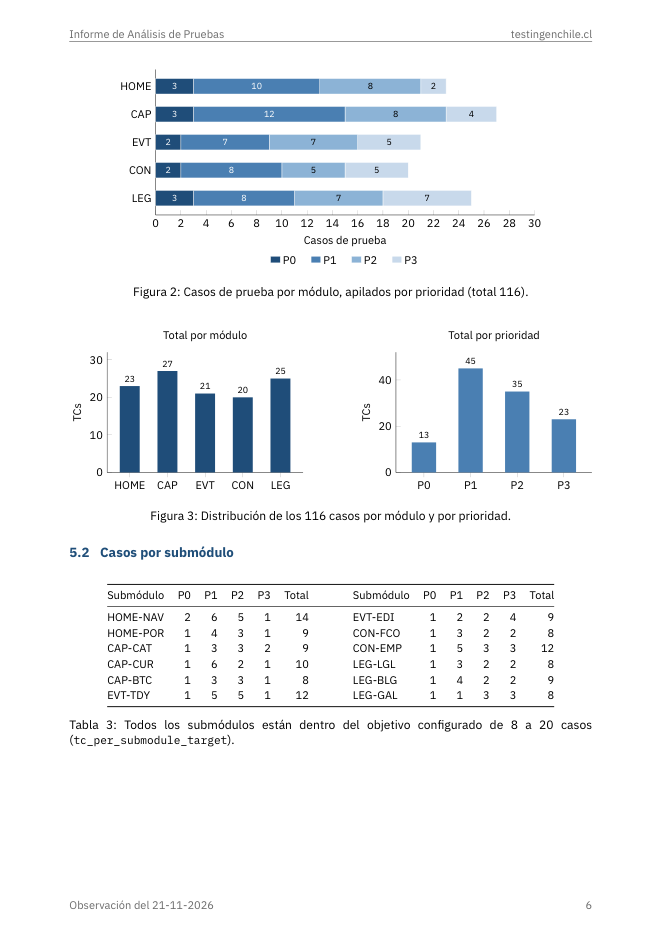 Informe de Análisis de Pruebas testingenchile.cl
HOME 3 10 8 2
CAP 3 12 8 4
EVT 2 7 7 5
CON 2 8 5 5
LEG 3 8 7 7
0 2 4 6 8 10 12 14 16 18 20 22 24 26 28 30
Casos de prueba
P0 P1 P2 P3
Figura 2: Casos de prueba por módulo, apilados por prioridad (total 116).
Total por módulo
TCs
30
20
10
0
23 27 21 20 25
HOME CAP EVT CON LEG
Total por prioridad
TCs
40
20
0
13 45 35 23
P0 P1 P2 P3
Figura 3: Distribución de los 116 casos por módulo y por prioridad.
5.2 Casos por submódulo
Submódulo P0 P1 P2 P3 Total Submódulo P0 P1 P2 P3 Total
HOME-NAV 2 6 5 1 14 EVT-EDI 1 2 2 4 9
HOME-POR 1 4 3 1 9 CON-FCO 1 3 2 2 8
CAP-CAT 1 3 3 2 9 CON-EMP 1 5 3 3 12
CAP-CUR 1 6 2 1 10 LEG-LGL 1 3 2 2 8
CAP-BTC 1 3 3 1 8 LEG-BLG 1 4 2 2 9
EVT-TDY 1 5 5 1 12 LEG-GAL 1 1 3 3 8
Tabla 3: Todos los submódulos están dentro del objetivo configurado de 8 a 20 casos
(tc_per_submodule_target).
Observación del 21-11-2026 6